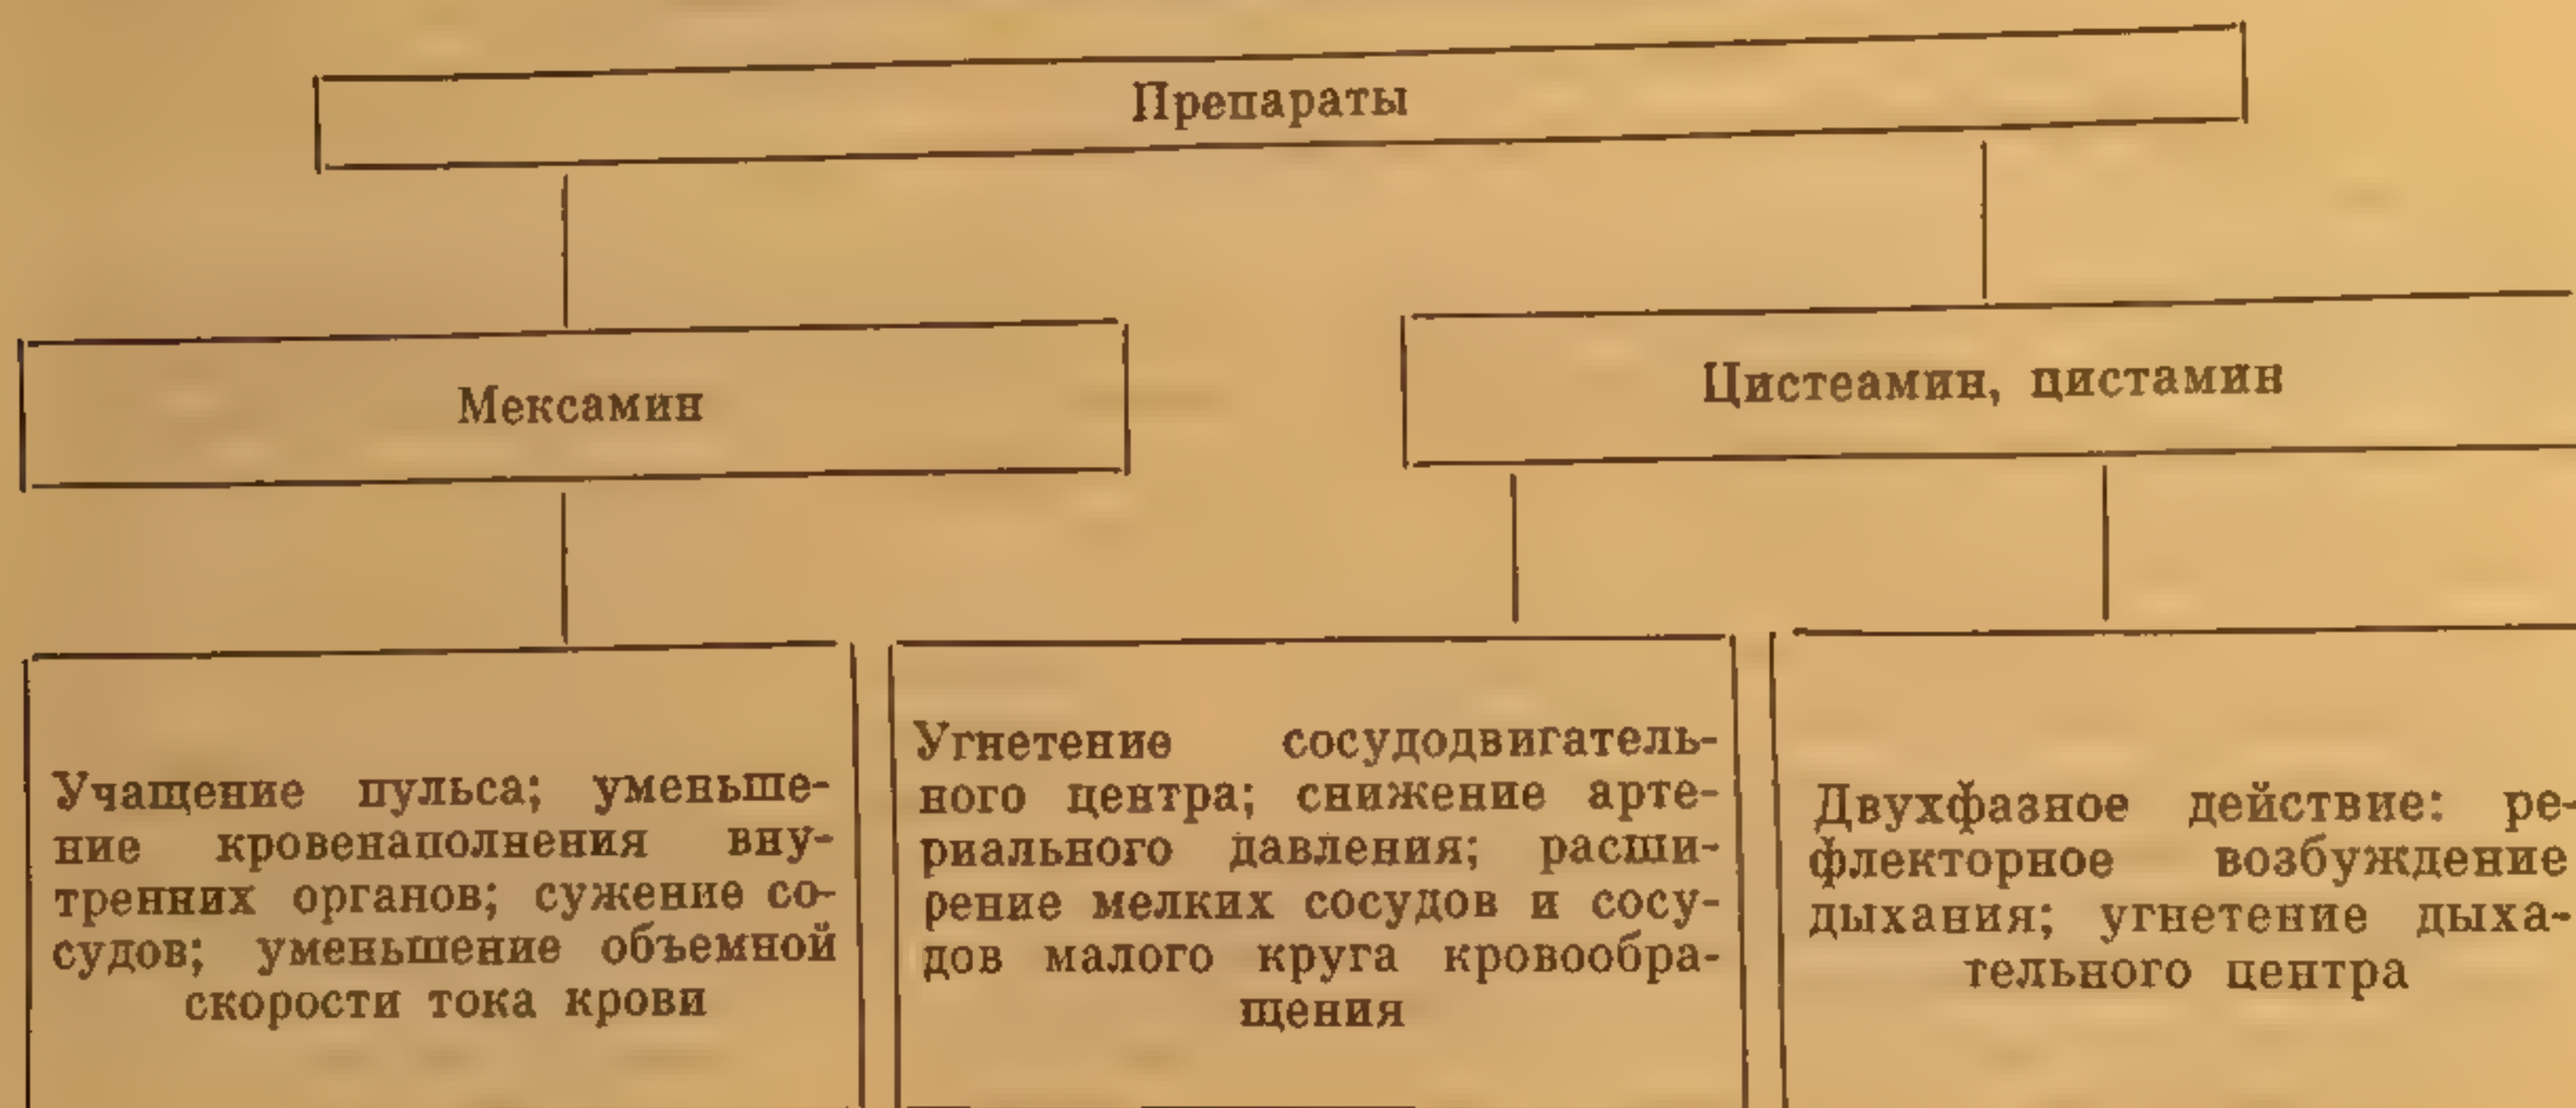 Препараты
Мексамин
Цистеамин, цистамин
Учащение пульса; уменьше-
ние кровенаполнения вну-
тренних органов; сужение со-
судов; уменьшение объемной
скорости тока крови
Угнетение сосудодвигатель-
ного центра; снижение арте-
риального давления; расши-
рение мелких сосудов и сосу-
дов малого круга кровообра-
щения
Двухфазное действие: ре-
флекторное возбуждение
дыхания; угнетение дыха-
тельного центра